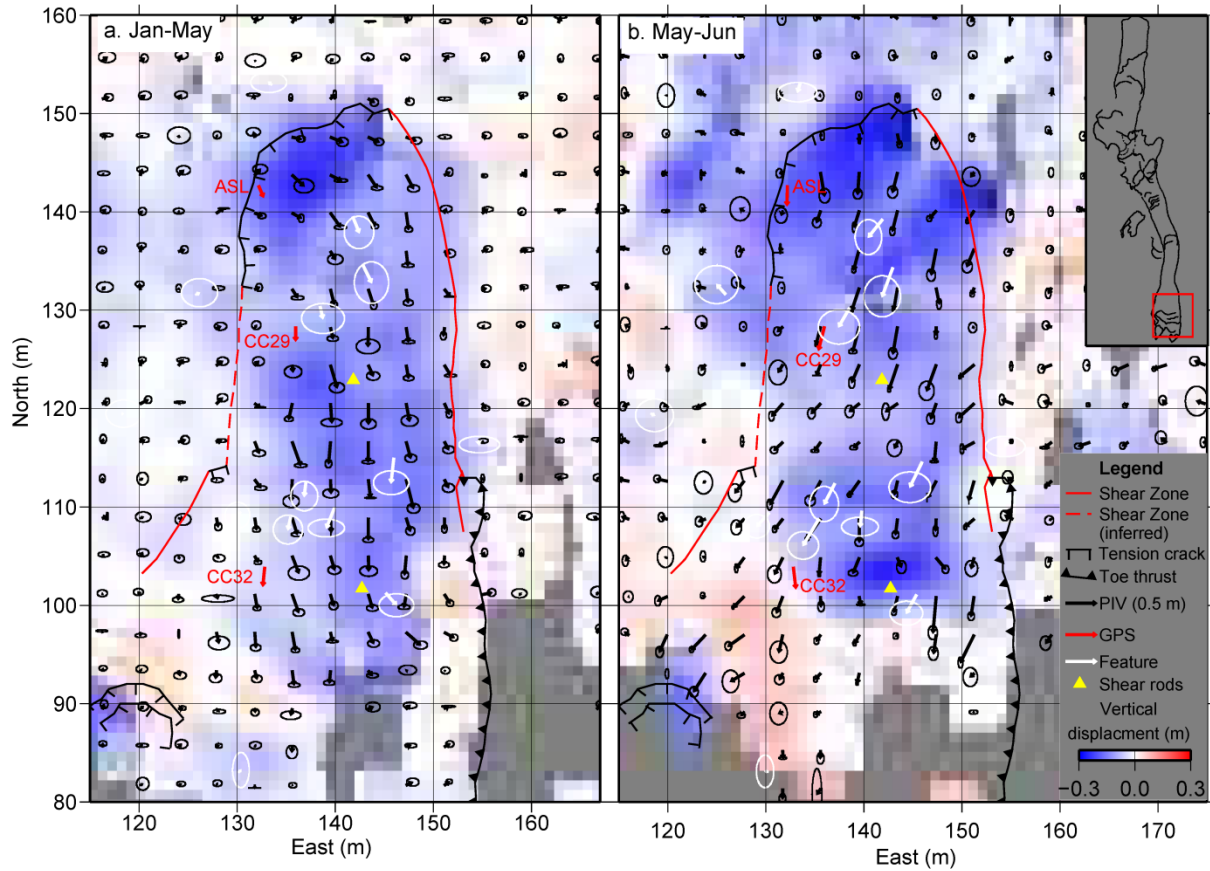 a. Jan-May
b. May-Jun
160
150
140
130
120
110
100
90
80
North (m)
ASL
CC29
CC32
ASL
CC29
CC32
Legend
Shear Zone
Shear Zone
(inferred)
Tension crack
Toe thrust
PIV (0.5 m)
GPS
Feature
Shear rods
Vertical
displacment (m)
−0.3 0.0 0.3
120 130 140 150 160
120 130 140 150 160 170
East (m)
East (m)